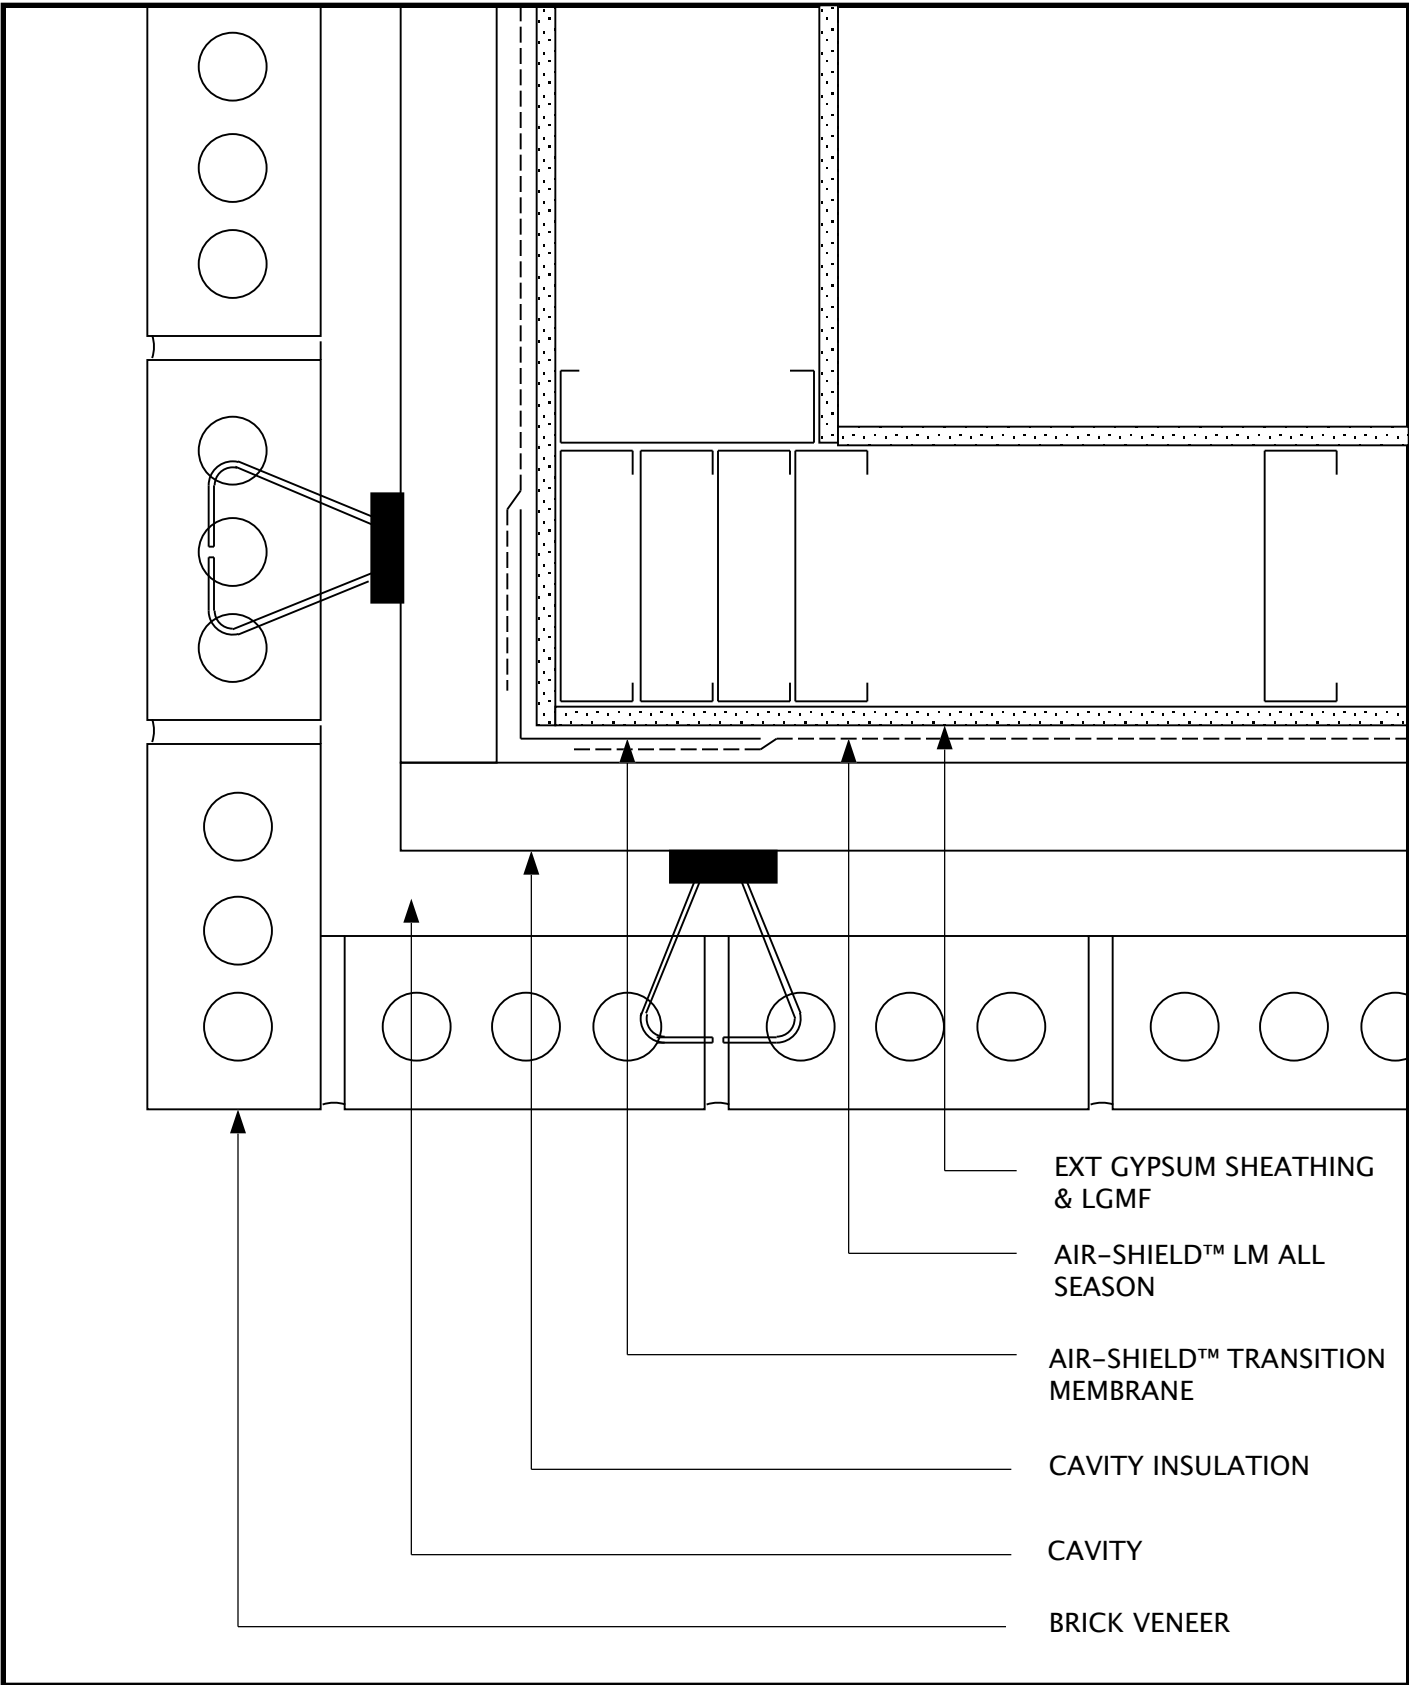 EXT GYPSUM SHEATHING
& LGMF
AIR-SHIELD™ LM ALL
SEASON
AIR-SHIELD™ TRANSITION
MEMBRANE
CAVITY INSULATION
CAVITY
BRICK VENEER